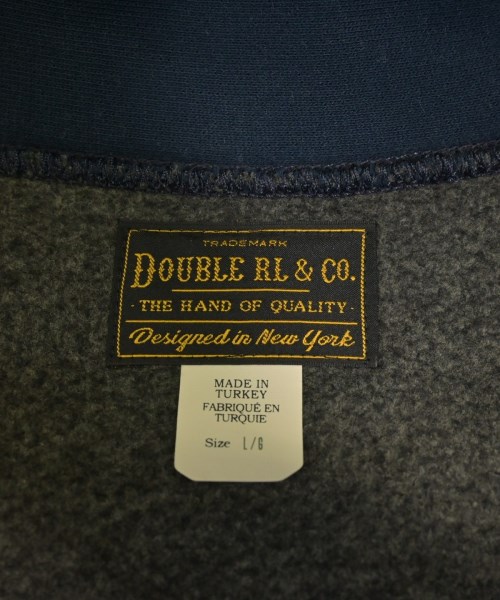 TRADEMARK
DOUBLE RL & CO.
· THE HAND OF QUALITY ·
Designed in New York
MADE IN
TURKEY
FABRIQUÉ EN
TURQUIE
Size L/G